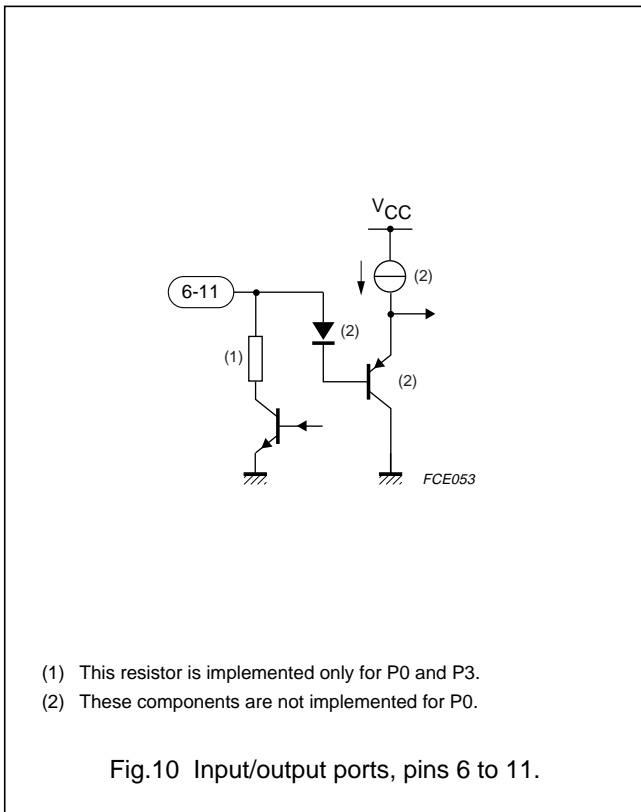 VCC
(2)
6-11
(2)
(1)
(2)
FCE053
(1) This resistor is implemented only for P0 and P3.
(2) These components are not implemented for P0.
Fig.10 Input/output ports, pins 6 to 11.